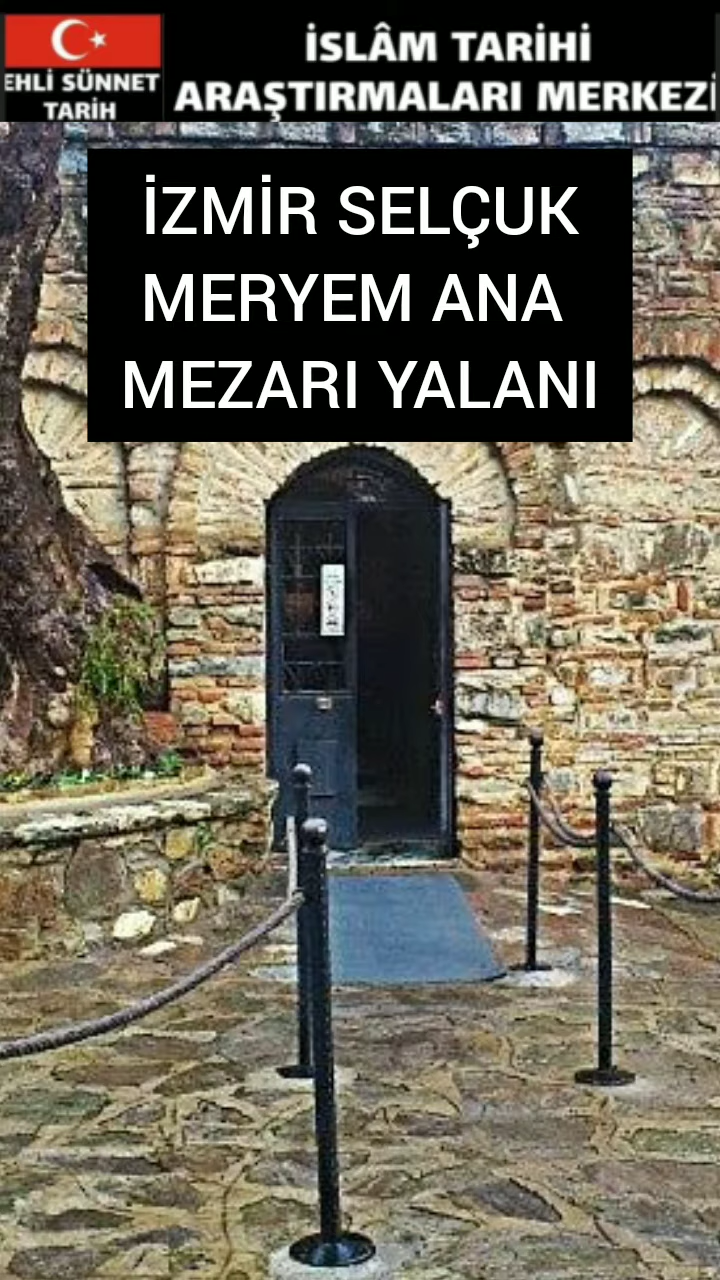 EHLİ SÜNNET
TARİH
İSLÂM TARİHİ
ARAŞTIRMALARI MERKEZİ
İZMİR SELÇUK
MERYEM ANA
MEZARI YALANI